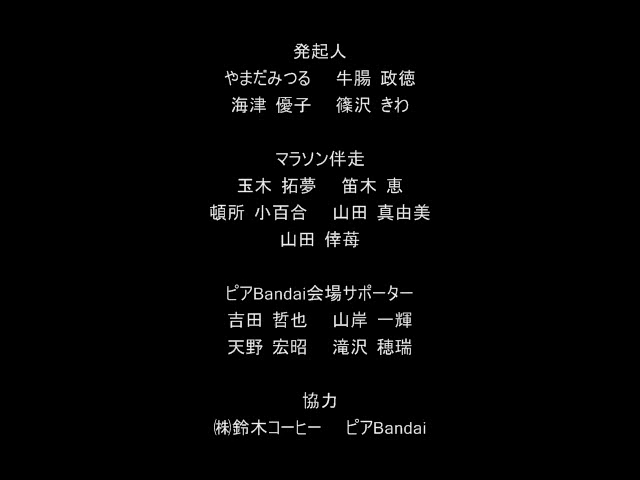 発起人
やまだみつる　牛腸 政徳
海津 優子　篠沢 きわ
マラソン伴走
玉木 拓夢　笛木 恵
頓所 小百合　山田 真由美
山田 倖苺
ピアBandai会場サポーター
吉田 哲也　山岸 一輝
天野 宏昭　滝沢 穂瑞
協力
㈱鈴木コーヒー　ピアBandai